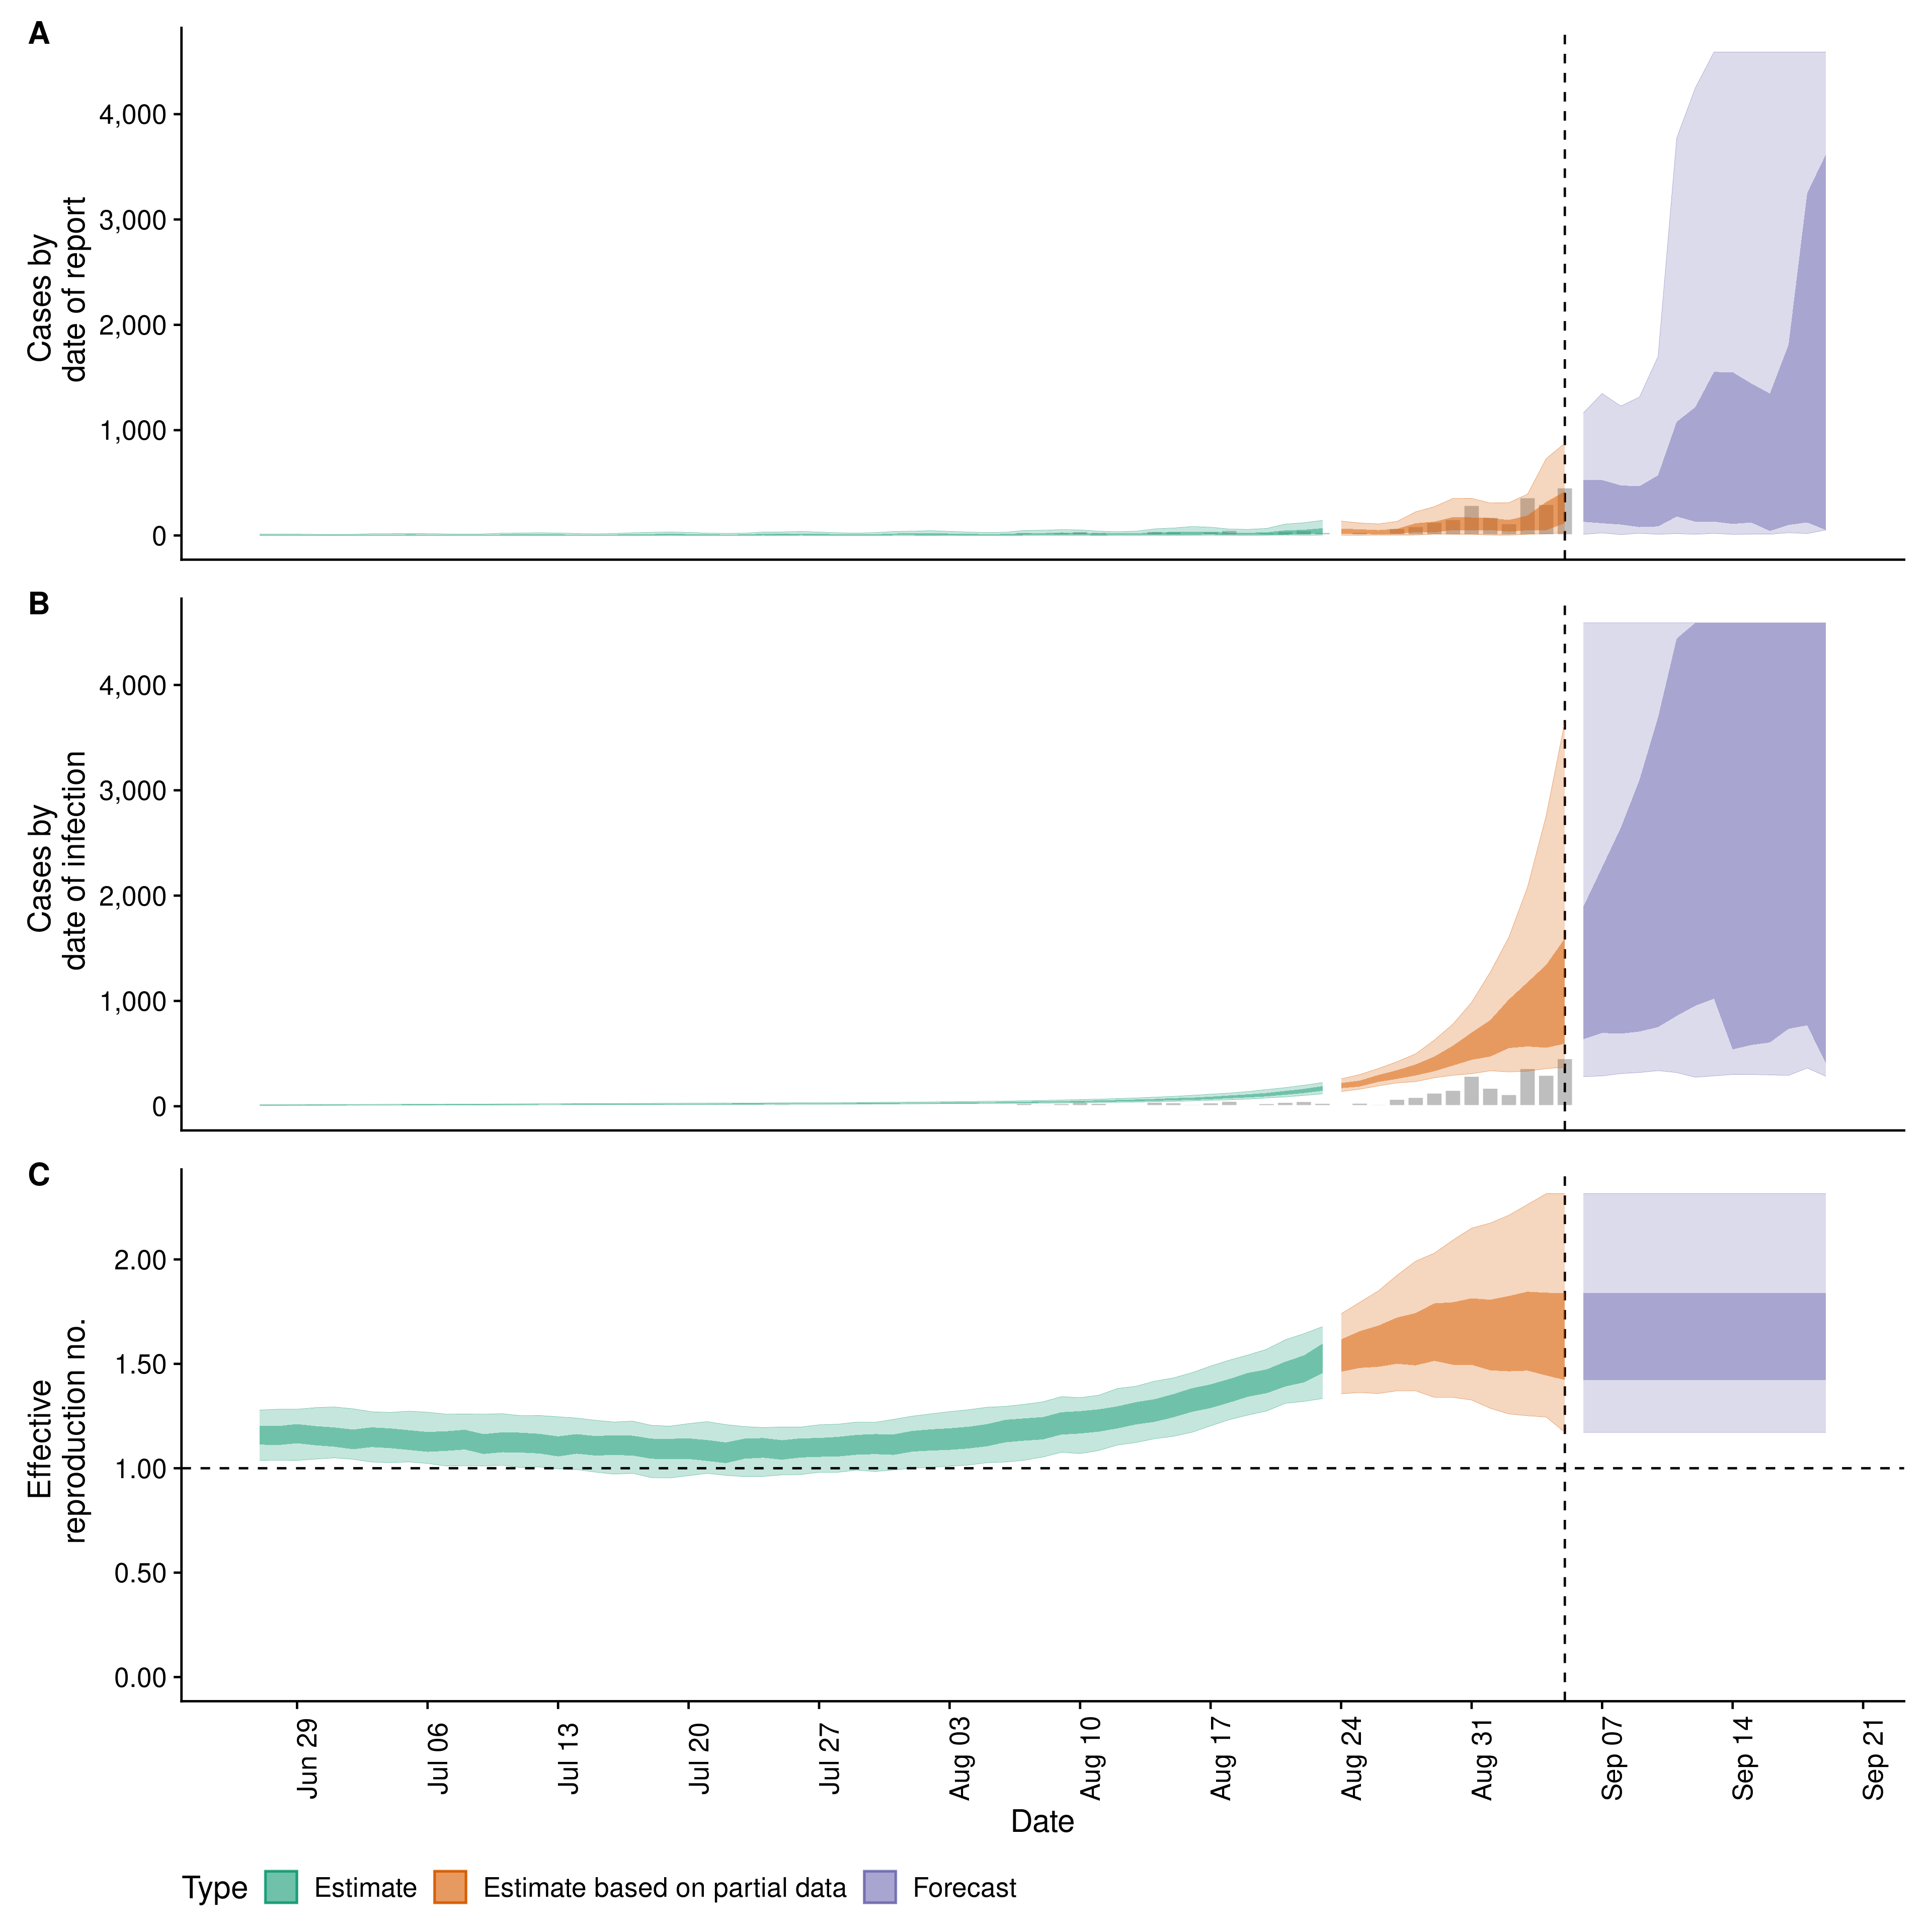 A
Cases by
date of report
4,000
3,000
2,000
1,000
0
B
Cases by
date of infection
4,000
3,000
2,000
1,000
0
C
Effective
reproduction no.
2.00
1.50
1.00
0.50
0.00
Jun 29
Jul 06
Jul 13
Jul 20
Jul 27
Aug 03
Aug 10
Aug 17
Aug 24
Aug 31
Sep 07
Sep 14
Sep 21
Date
Type Estimate Estimate based on partial data Forecast